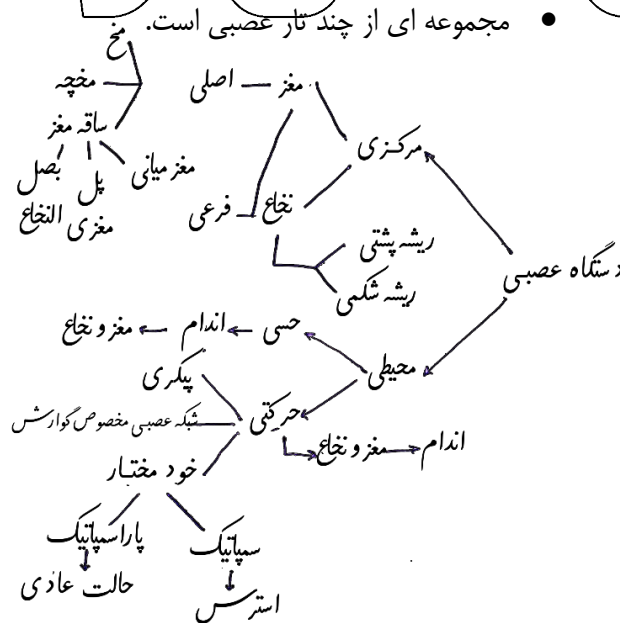 ● مجموعه ای از چند تار عصبی است.
دستگاه عصبی
مرکزی
مغز
اصلی
مخ
مخچه
ساقه مغز
مغز میانی
پل مغزی
بصل النخاع
فرعی
نخاع
ریشه پشتی
ریشه شکمی
محیطی
حسی
اندام
مغز و نخاع
حرکتی
مغز و نخاع
اندام
پیکری
شبکه عصبی مخصوص گوارش
خود مختار
سمپاتیک
استرس
پاراسمپاتیک
حالت عادی